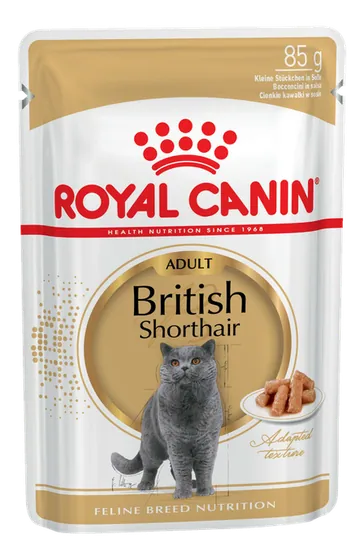 85 g
Kleine Stückchen in Soße
Bocconcini in salsa
Cienkie kawałki w sosie
ROYAL CANIN®
HEALTH NUTRITION SINCE 1968
ADULT
British
Shorthair
Adapted
texture
FELINE BREED NUTRITION